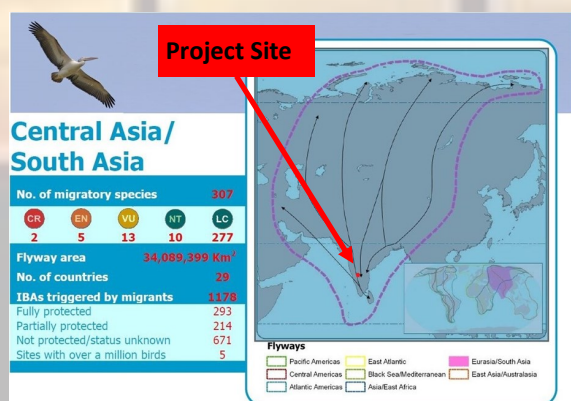 Project Site
Central Asia/
South Asia
No. of migratory species 307
CR EN VU NT LC
2 5 13 10 277
Flyway area 34,089,399 Km²
No. of countries 29
IBAs triggered by migrants 1178
Fully protected 293
Partially protected 214
Not protected/status unknown 671
Sites with over a million birds 5
Flyways
Pacific Americas East Atlantic Eurasia/South Asia
Central Americas Black Sea/Mediterranean East Asia/Australasia
Atlantic Americas Asia/East Africa